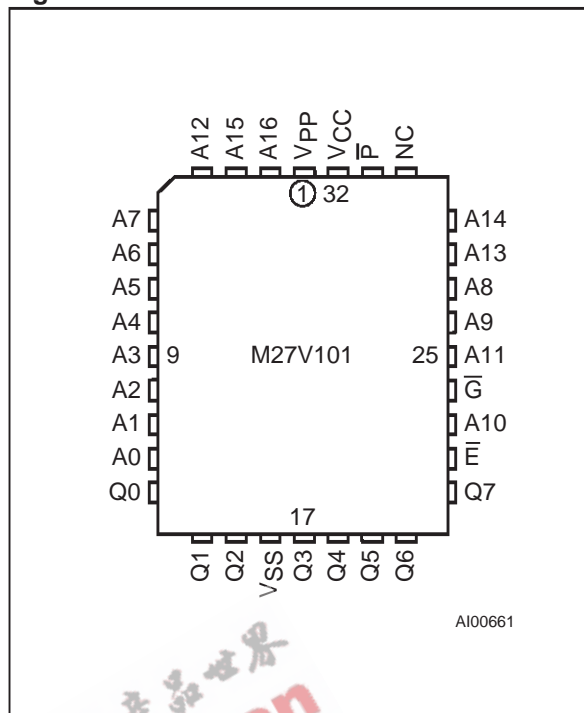 A12 A15 A16 VPP VCC P̅ NC
1 32
A7 A14
A6 A13
A5 A8
A4 A9
A3 9 M27V101 25 A11
A2 G̅
A1 A10
A0 E̅
Q0 Q7
17
Q1 Q2 VSS Q3 Q4 Q5 Q6
AI00661